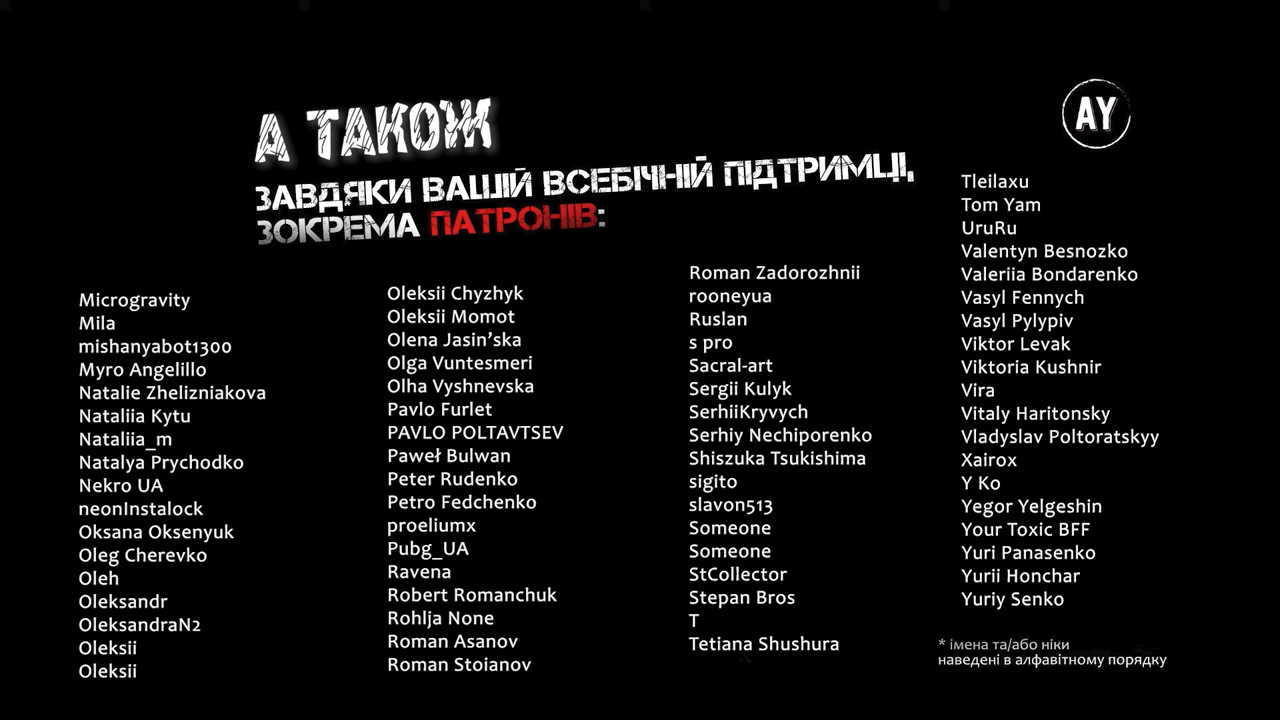 А ТАКОЖ
ЗАВДЯКИ ВАШІЙ ВСЕБІЧНІЙ ПІДТРИМЦІ,
ЗОКРЕМА ПАТРОНІВ:
AY
Microgravity
Mila
mishanyabot1300
Myro Angelillo
Natalie Zhelizniakova
Nataliia Kytu
Nataliia_m
Natalya Prychodko
Nekro UA
neonInstalock
Oksana Oksenyuk
Oleg Cherevko
Oleh
Oleksandr
OleksandraN2
Oleksii
Oleksii
Oleksii Chyzhyk
Oleksii Momot
Olena Jasin’ska
Olga Vuntesmeri
Olha Vyshnevska
Pavlo Furlet
PAVLO POLTAVTSEV
Paweł Bulwan
Peter Rudenko
Petro Fedchenko
proeliumx
Pubg_UA
Ravena
Robert Romanchuk
Rohlja None
Roman Asanov
Roman Stoianov
Roman Zadorozhnii
rooneyua
Ruslan
s pro
Sacral-art
Sergii Kulyk
SerhiiKryvych
Serhiy Nechiporenko
Shiszuka Tsukishima
sigito
slavon513
Someone
Someone
StCollector
Stepan Bros
T
Tetiana Shushura
Tleilaxu
Tom Yam
UruRu
Valentyn Besnozko
Valeriia Bondarenko
Vasyl Fennych
Vasyl Pylypiv
Viktor Levak
Viktoria Kushnir
Vira
Vitaly Haritonsky
Vladyslav Poltoratskyy
Xairox
Y Ko
Yegor Yelgeshin
Your Toxic BFF
Yuri Panasenko
Yurii Honchar
Yuriy Senko
* імена та/або ніки
наведені в алфавітному порядку